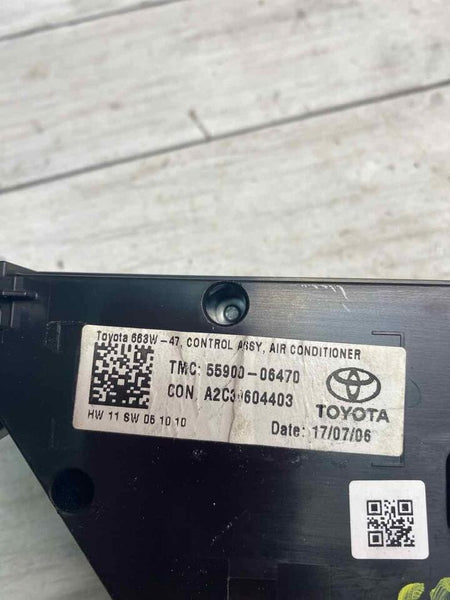 Toyota 663W-47, CONTROL ASSY, AIR CONDITIONER
TMC: 55900-06470
CON A2C3 604403
TOYOTA
HW 11 SW 06 10 10
Date: 17/07/06